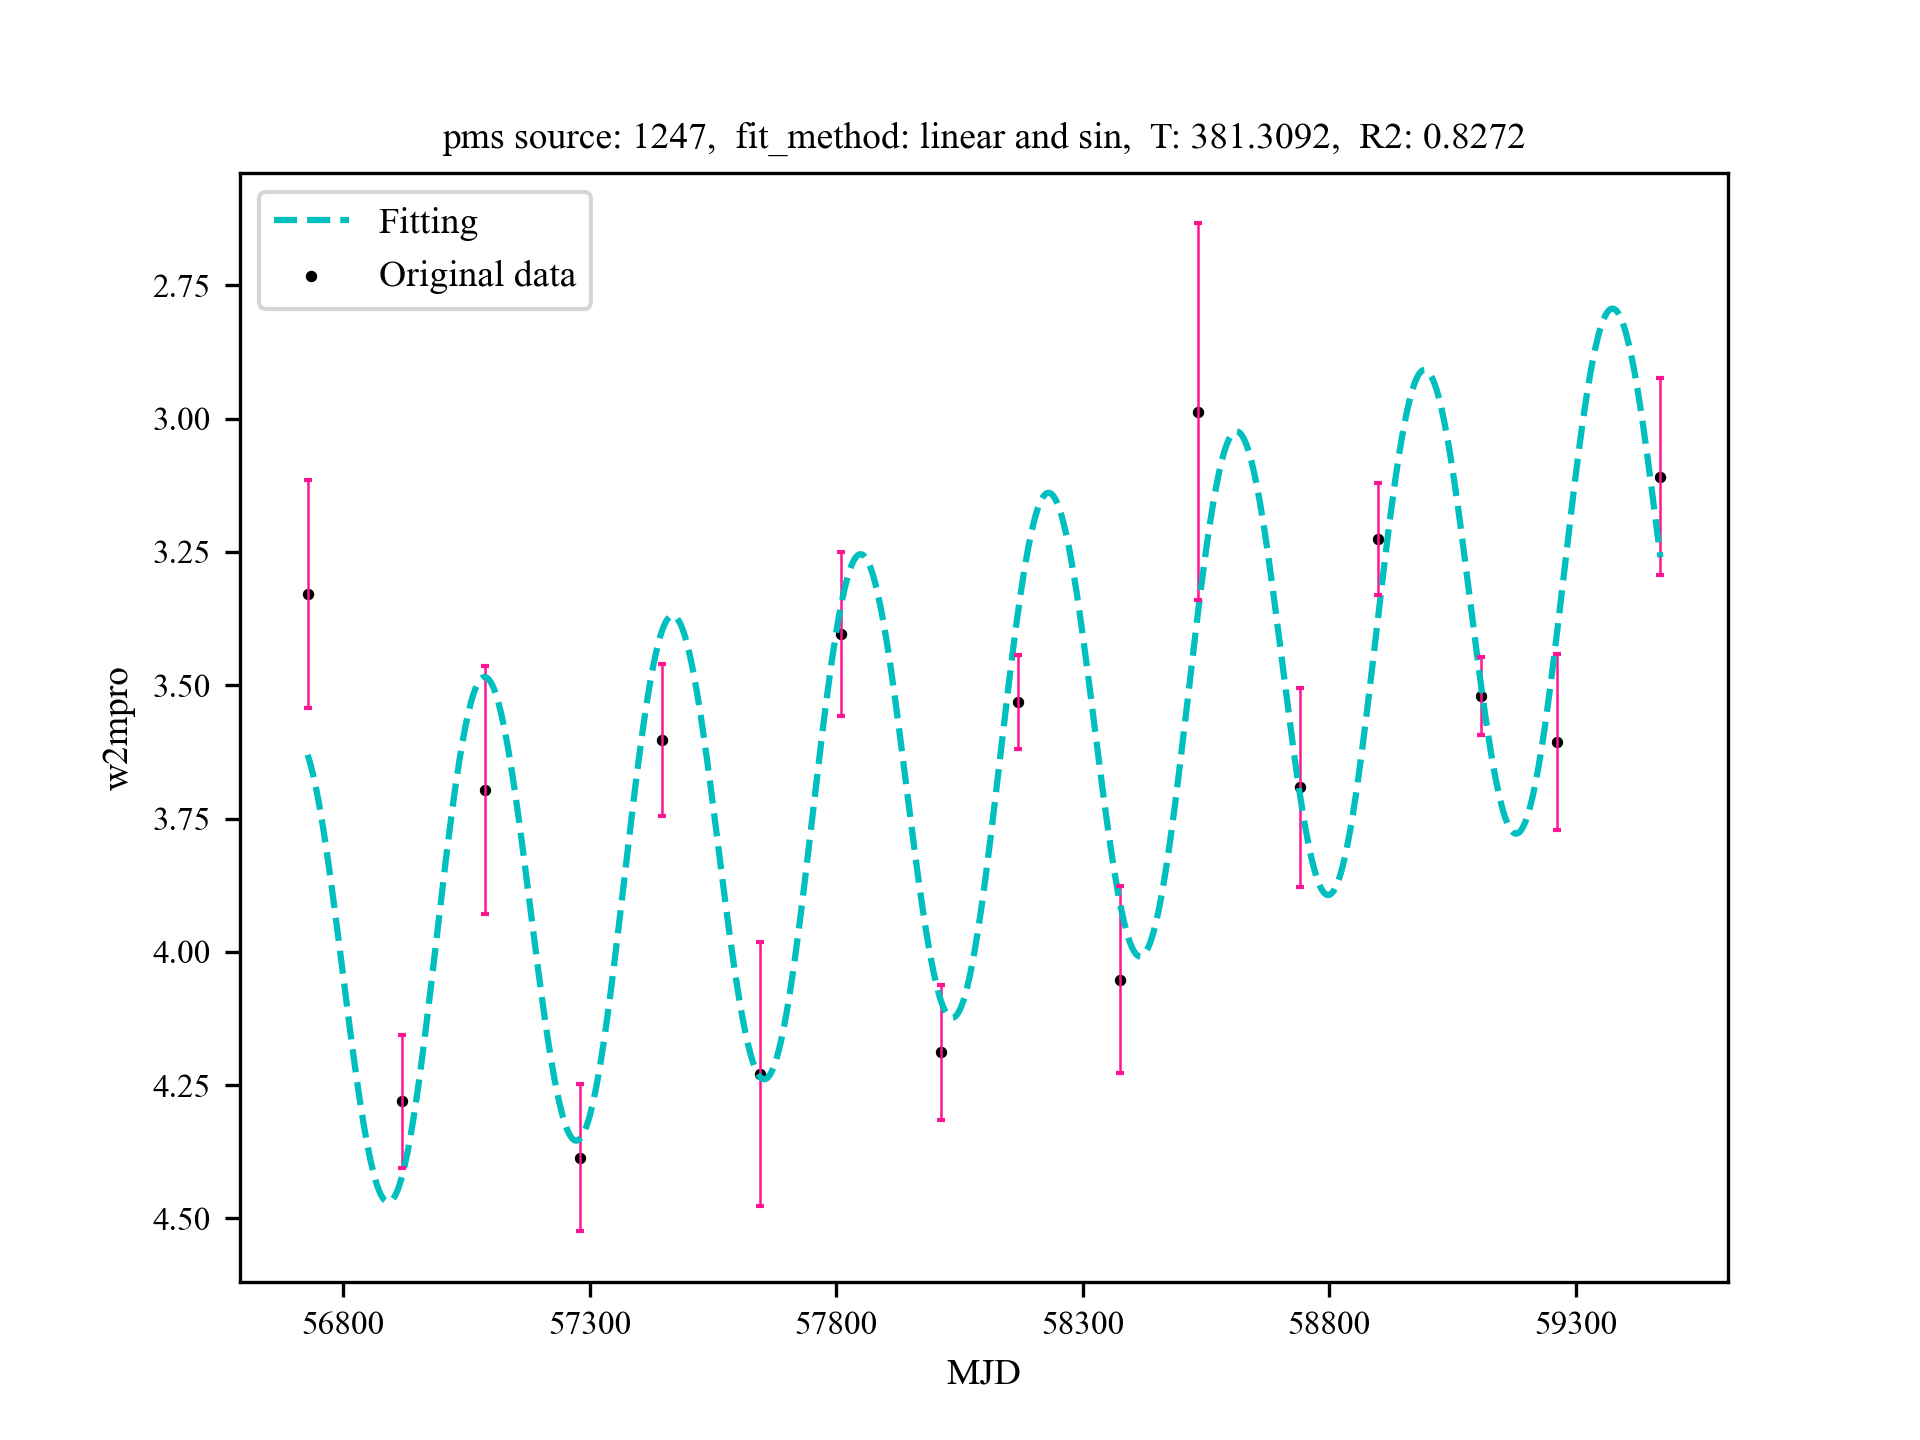 pms source: 1247, fit_method: linear and sin, T: 381.3092, R2: 0.8272
Fitting
Original data
2.75
3.00
3.25
3.50
3.75
4.00
4.25
4.50
w2mpro
56800 57300 57800 58300 58800 59300
MJD